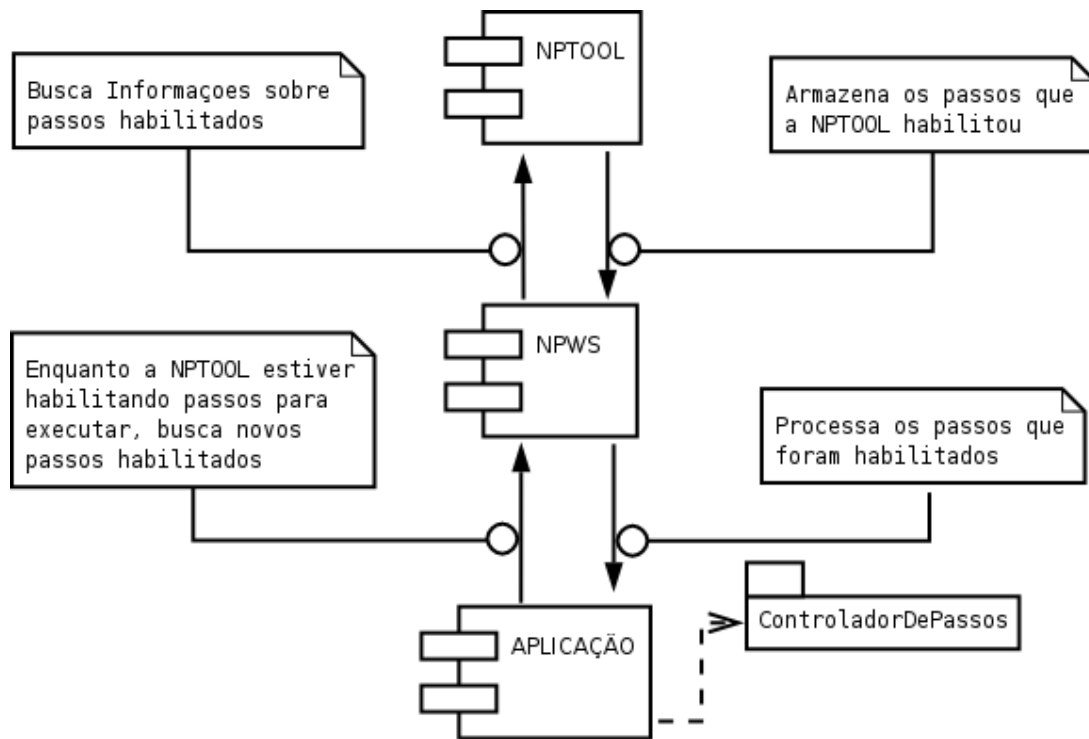 NPTOOL
Busca Informaçoes sobre
passos habilitados
Armazena os passos que
a NPTOOL habilitou
NPWS
Enquanto a NPTOOL estiver
habilitando passos para
executar, busca novos
passos habilitados
Processa os passos que
foram habilitados
APLICAÇÃO
ControladorDePassos